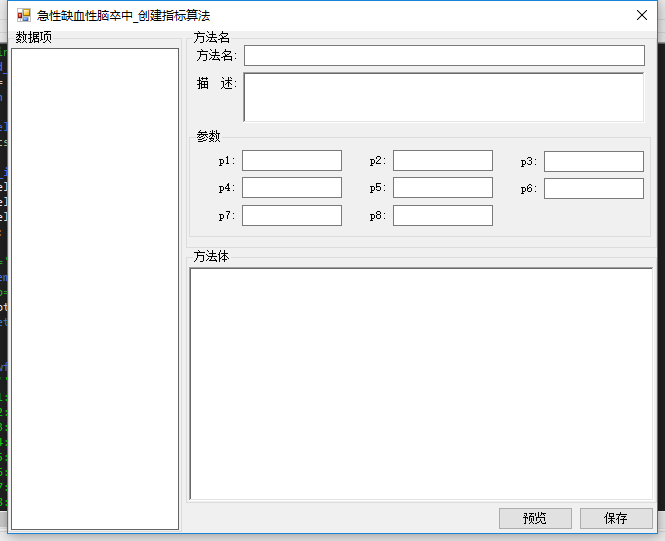 急性缺血性脑卒中_创建指标算法
数据项
方法名
方法名:
描 述:
参数
p1: p2: p3:
p4: p5: p6:
p7: p8:
方法体
预览 保存